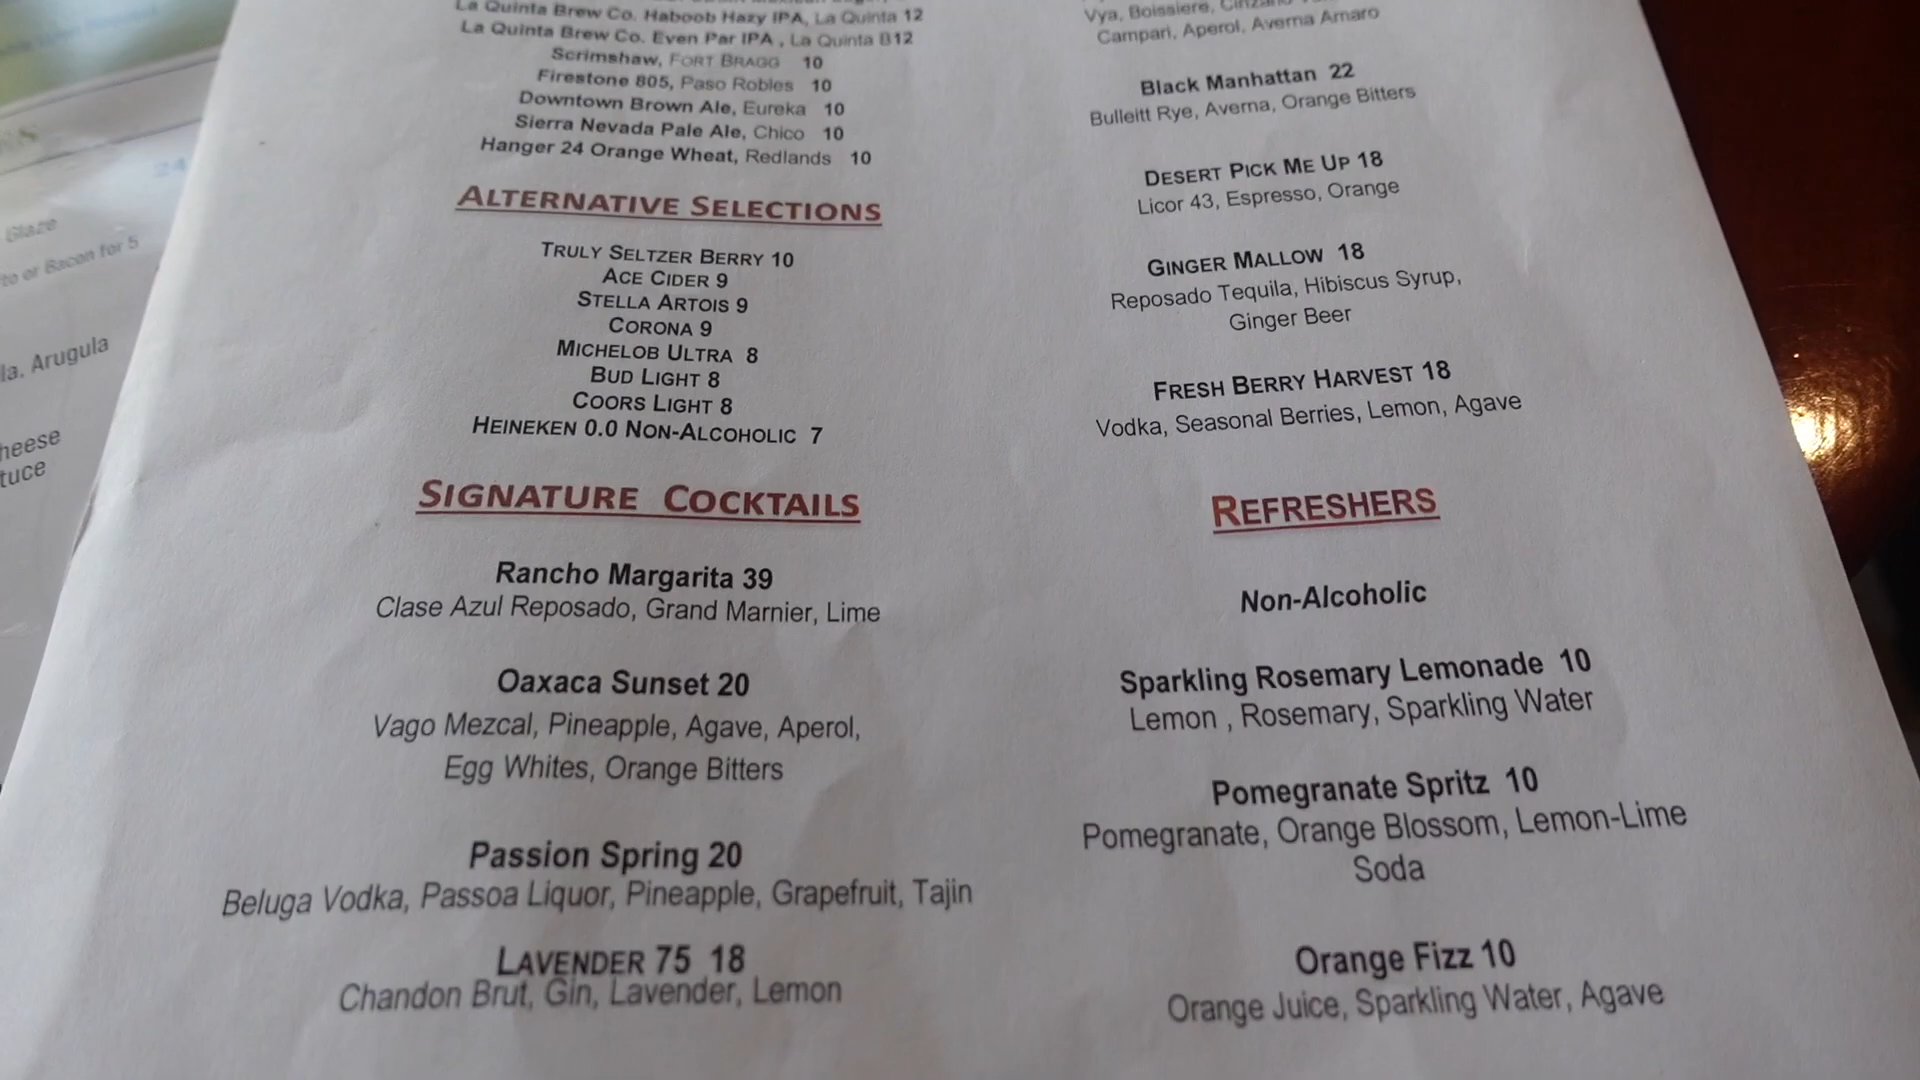 La Quinta Brew Co. Haboob Hazy IPA, La Quinta 12
La Quinta Brew Co. Even Par IPA , La Quinta B12
Scrimshaw, FORT BRAGG 10
Firestone 805, Paso Robles 10
Downtown Brown Ale, Eureka 10
Sierra Nevada Pale Ale, Chico 10
Hanger 24 Orange Wheat, Redlands 10
ALTERNATIVE SELECTIONS
TRULY SELTZER BERRY 10
ACE CIDER 9
STELLA ARTOIS 9
CORONA 9
MICHELOB ULTRA 8
BUD LIGHT 8
COORS LIGHT 8
HEINEKEN 0.0 NON-ALCOHOLIC 7
SIGNATURE COCKTAILS
Rancho Margarita 39
Clase Azul Reposado, Grand Marnier, Lime
Oaxaca Sunset 20
Vago Mezcal, Pineapple, Agave, Aperol,
Egg Whites, Orange Bitters
Passion Spring 20
Beluga Vodka, Passoa Liquor, Pineapple, Grapefruit, Tajin
LAVENDER 75 18
Chandon Brut, Gin, Lavender, Lemon
Vya, Boissiere,
Campari, Aperol, Averna Amaro
Black Manhattan 22
Bulleitt Rye, Averna, Orange Bitters
DESERT PICK ME UP 18
Licor 43, Espresso, Orange
GINGER MALLOW 18
Reposado Tequila, Hibiscus Syrup,
Ginger Beer
FRESH BERRY HARVEST 18
Vodka, Seasonal Berries, Lemon, Agave
REFRESHERS
Non-Alcoholic
Sparkling Rosemary Lemonade 10
Lemon , Rosemary, Sparkling Water
Pomegranate Spritz 10
Pomegranate, Orange Blossom, Lemon-Lime
Soda
Orange Fizz 10
Orange Juice, Sparkling Water, Agave
24
Glaze
to or Bacon for 5
la, Arugula
heese
tuce